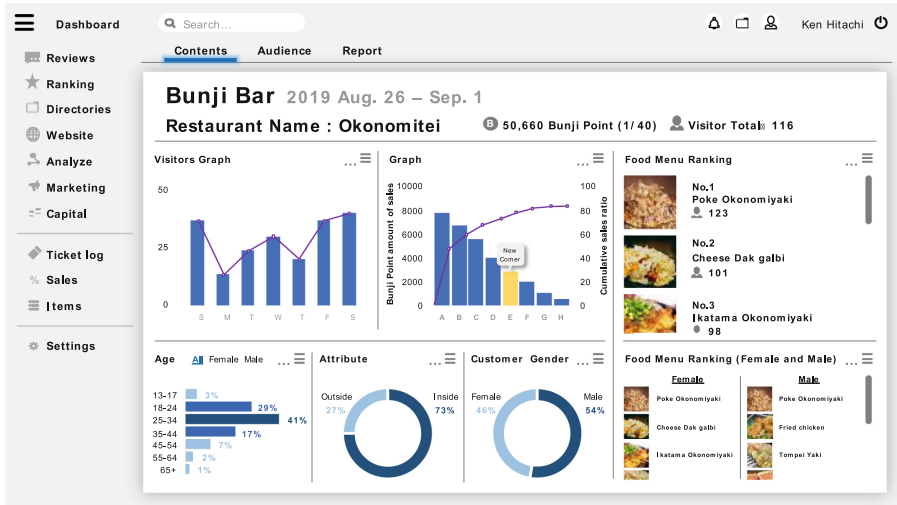 Dashboard
Search...
Ken Hitachi
Contents Audience Report
Reviews
Ranking
Directories
Website
Analyze
Marketing
Capital
Ticket log
% Sales
Items
Settings
Bunji Bar 2019 Aug. 26 – Sep. 1
Restaurant Name : Okonomitei
B 50,660 Bunji Point (1/ 40)
Visitor Total: 116
Visitors Graph ...
50
25
0
S M T W T F S
Graph ...
Bunji Point amount of sales
10000
8000
6000
4000
2000
0
New
Comer
A B C D E F G H
100
80
60
40
20
0
Cumulative sales ratio
Food Menu Ranking ...
No.1
Poke Okonomiyaki
123
No.2
Cheese Dak galbi
101
No.3
Ikatama Okonomiyaki
98
Age All Female Male ...
13-17 3%
18-24 29%
25-34 41%
35-44 17%
45-54 7%
55-64 2%
65+ 1%
Attribute ...
Outside
27%
Inside
73%
Customer Gender ...
Female
46%
Male
54%
Food Menu Ranking (Female and Male) ...
Female
Poke Okonomiyaki
Cheese Dak galbi
Ikatama Okonomiyaki
Male
Poke Okonomiyaki
Fried chicken
Tompei Yaki